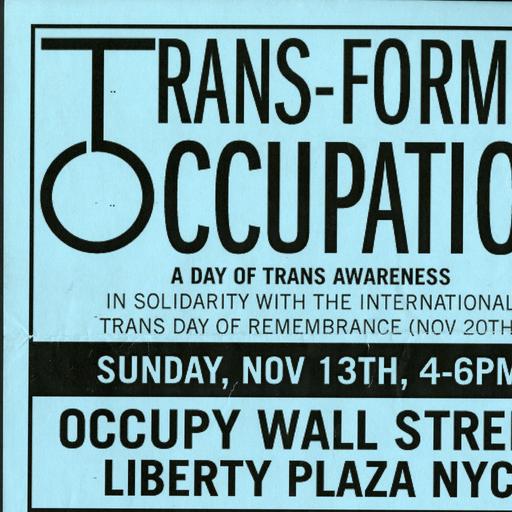 TRANS-FORM
OCCUPATIO
A DAY OF TRANS AWARENESS
IN SOLIDARITY WITH THE INTERNATIONAL
TRANS DAY OF REMEMBRANCE (NOV 20TH
SUNDAY, NOV 13TH, 4-6PM
OCCUPY WALL STREE
LIBERTY PLAZA NYC